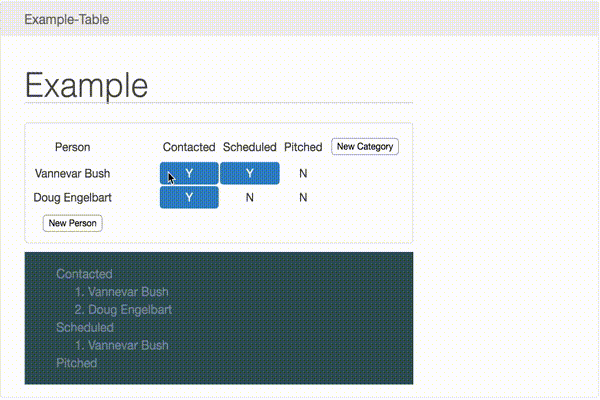 Example-Table
Example
Person Contacted Scheduled Pitched New Category
Vannevar Bush Y Y N
Doug Engelbart Y N N
New Person
Contacted
1. Vannevar Bush
2. Doug Engelbart
Scheduled
1. Vannevar Bush
Pitched